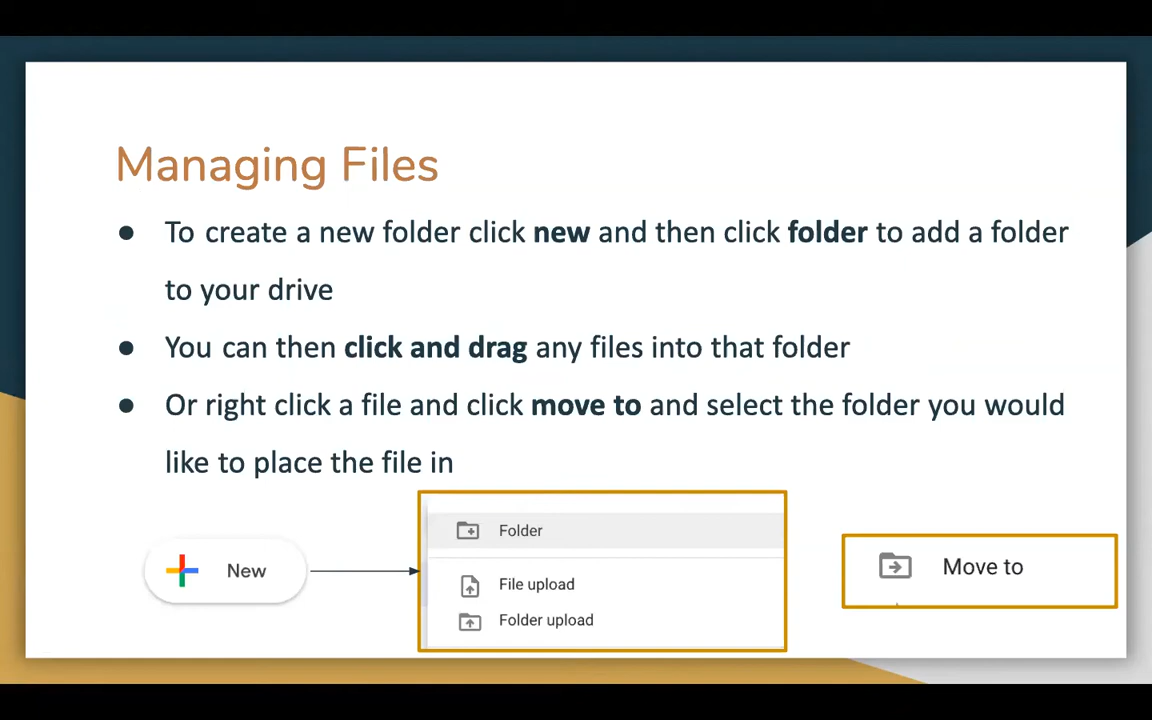 Managing Files
● To create a new folder click new and then click folder to add a folder
to your drive
● You can then click and drag any files into that folder
● Or right click a file and click move to and select the folder you would
like to place the file in
New
Folder
File upload
Folder upload
Move to